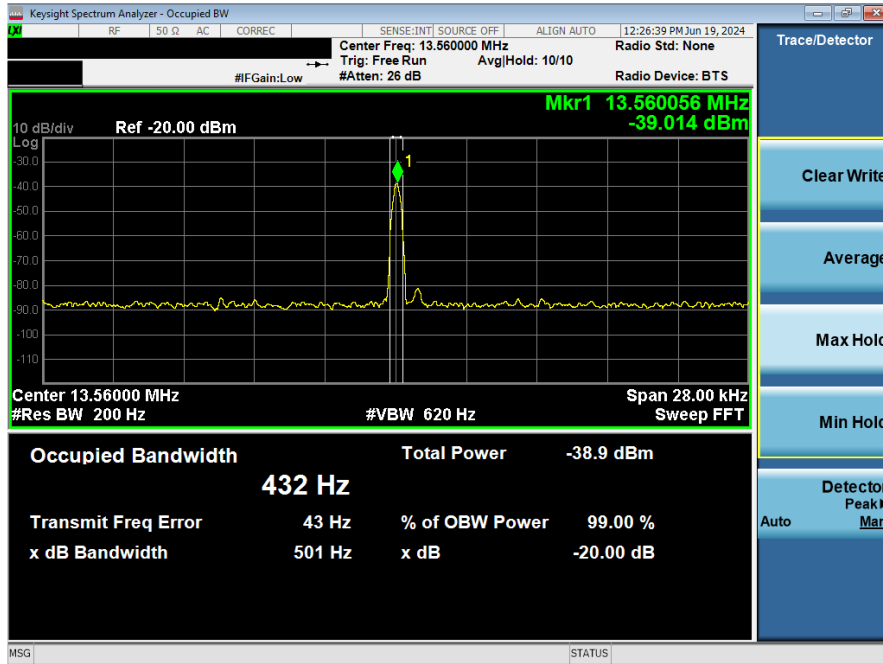 Keysight Spectrum Analyzer - Occupied BW
LXI RF 50 Ω AC CORREC SENSE:INT SOURCE OFF ALIGN AUTO 12:26:39 PM Jun 19, 2024
Center Freq: 13.560000 MHz Radio Std: None
Trig: Free Run Avg|Hold: 10/10
#IFGain:Low #Atten: 26 dB Radio Device: BTS
Trace/Detector
Mkr1 13.560056 MHz
-39.014 dBm
10 dB/div Ref -20.00 dBm
Log
1
-30.0
-40.0
-50.0
-60.0
-70.0
-80.0
-90.0
-100
-110
Center 13.56000 MHz Span 28.00 kHz
#Res BW 200 Hz #VBW 620 Hz Sweep FFT
Occupied Bandwidth Total Power -38.9 dBm
432 Hz
Transmit Freq Error 43 Hz % of OBW Power 99.00 %
x dB Bandwidth 501 Hz x dB -20.00 dB
Clear Write
Average
Max Hold
Min Hold
Detector
Peak
Auto Man
MSG STATUS